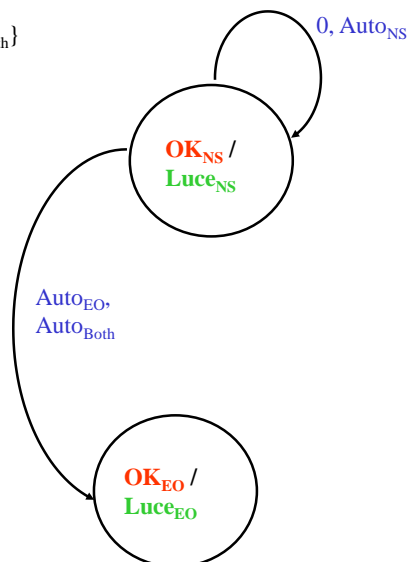 h}
0, Auto_NS
OK_NS /
Luce_NS
Auto_EO,
Auto_Both
OK_EO /
Luce_EO